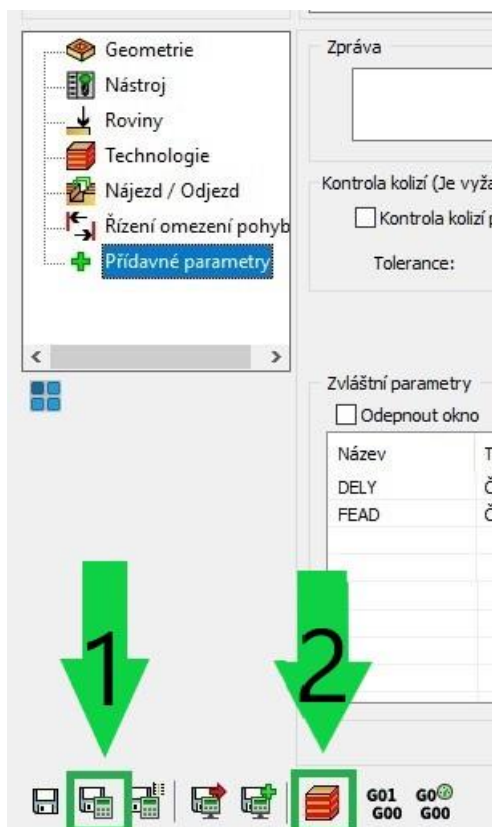 Geometrie
Nástroj
Roviny
Technologie
Nájezd / Odjezd
Řízení omezení pohyb
Přídavné parametry
Zpráva
Kontrola kolizí (Je vyža
Kontrola kolizí p
Tolerance:
Zvláštní parametry
Odepnout okno
Název T
DELY Č
FEAD Č
1
2
G01 G0
G00 G00